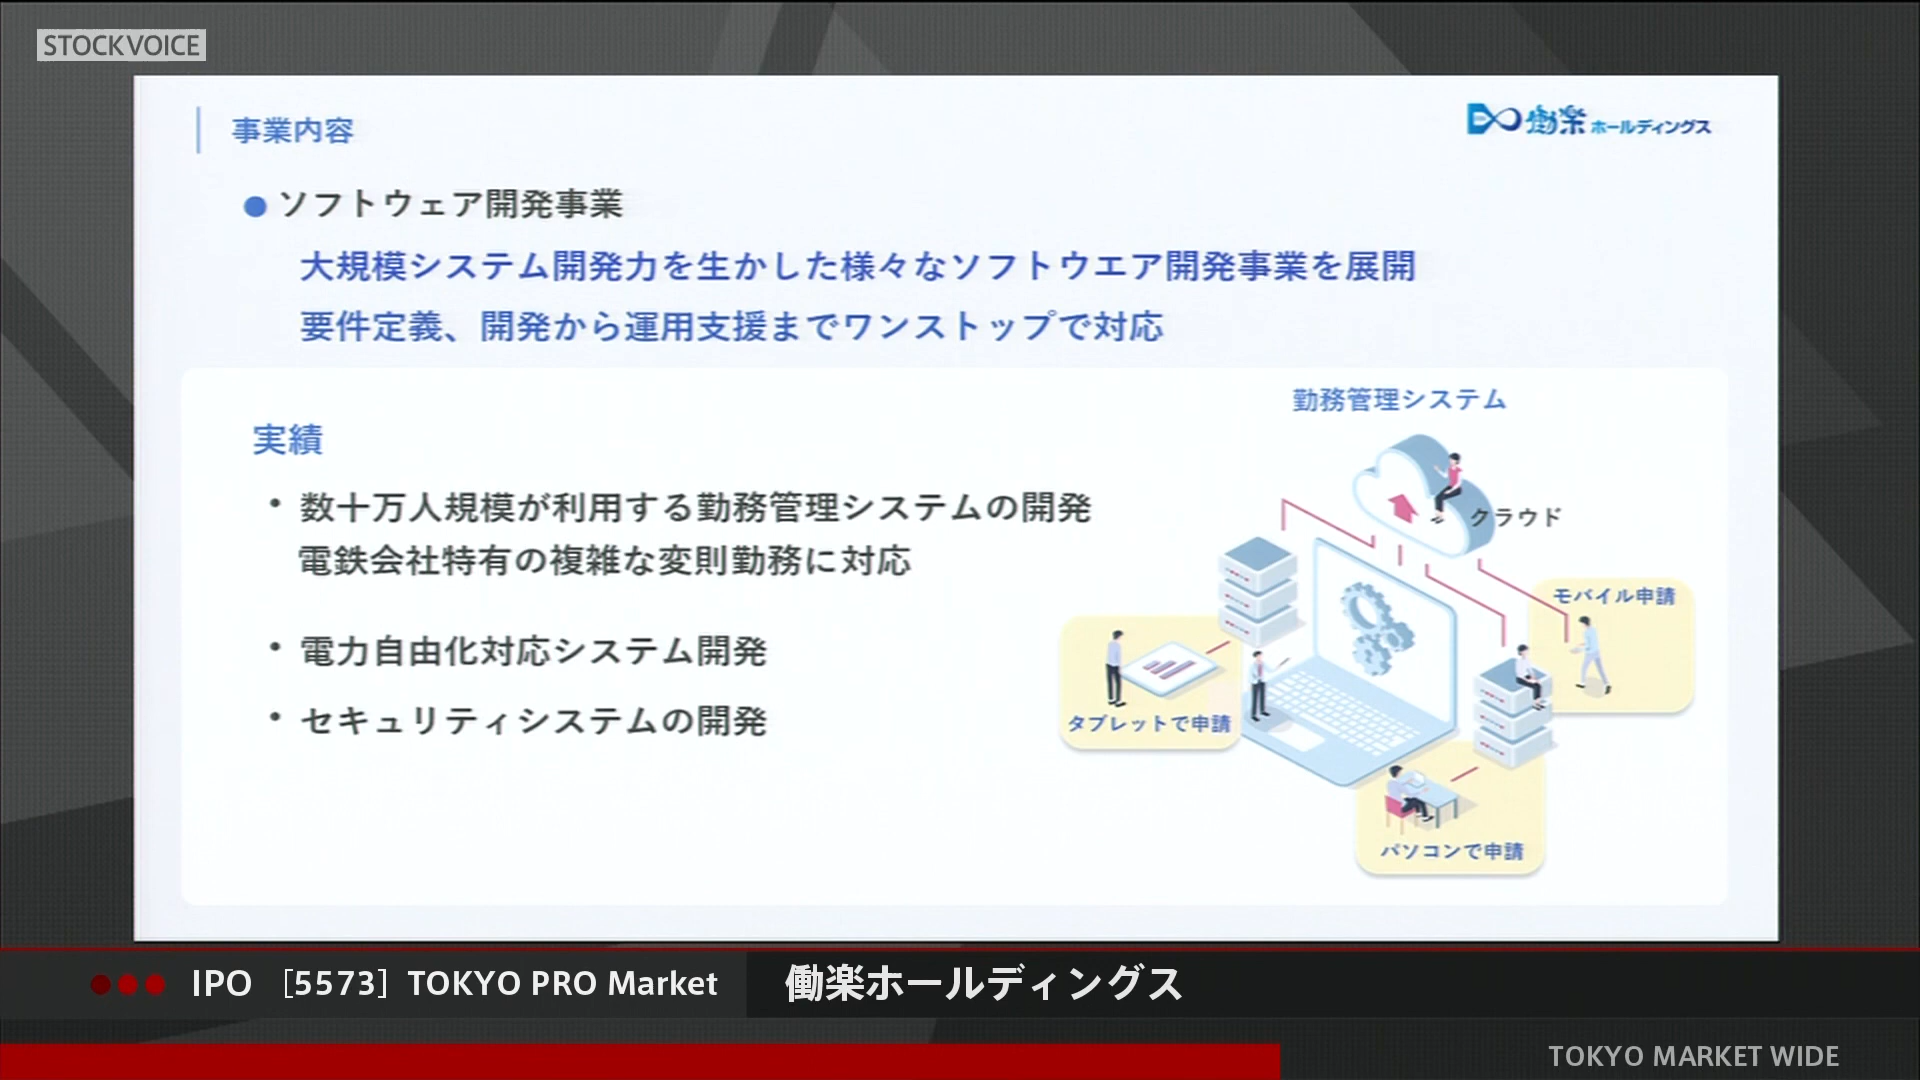 STOCKVOICE
事業内容
働楽ホールディングス
ソフトウェア開発事業
大規模システム開発力を生かした様々なソフトウエア開発事業を展開
要件定義、開発から運用支援までワンストップで対応
実績
・数十万人規模が利用する勤務管理システムの開発
電鉄会社特有の複雑な変則勤務に対応
・電力自由化対応システム開発
・セキュリティシステムの開発
勤務管理システム
クラウド
モバイル申請
タブレットで申請
パソコンで申請
IPO [5573] TOKYO PRO Market 働楽ホールディングス
TOKYO MARKET WIDE